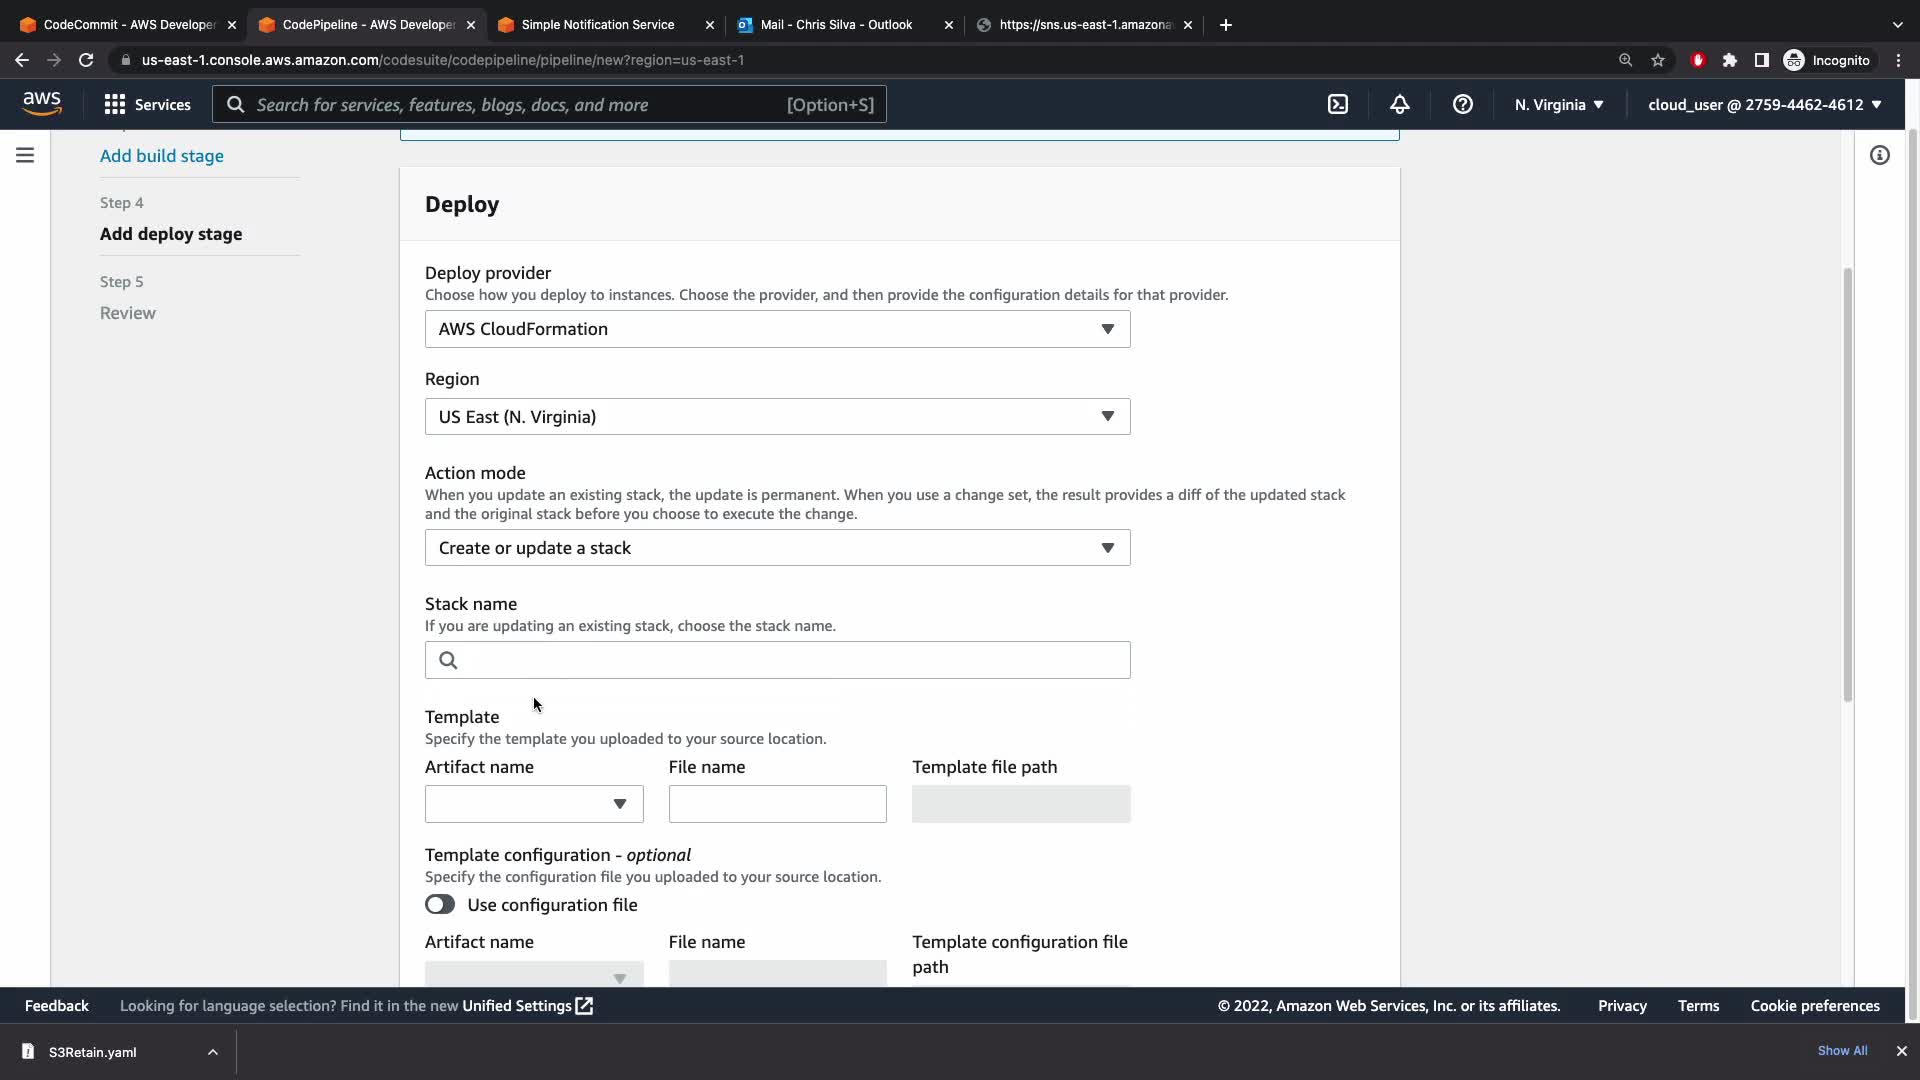 CodeCommit - AWS Developer
CodePipeline - AWS Developer
Simple Notification Service
Mail - Chris Silva - Outlook
https://sns.us-east-1.amazona
us-east-1.console.aws.amazon.com/codesuite/codepipeline/pipeline/new?region=us-east-1
Incognito
aws
Services
Search for services, features, blogs, docs, and more
[Option+S]
N. Virginia
cloud_user @ 2759-4462-4612
Add build stage
Step 4
Add deploy stage
Step 5
Review
Deploy
Deploy provider
Choose how you deploy to instances. Choose the provider, and then provide the configuration details for that provider.
AWS CloudFormation
Region
US East (N. Virginia)
Action mode
When you update an existing stack, the update is permanent. When you use a change set, the result provides a diff of the updated stack
and the original stack before you choose to execute the change.
Create or update a stack
Stack name
If you are updating an existing stack, choose the stack name.
Template
Specify the template you uploaded to your source location.
Artifact name
File name
Template file path
Template configuration - optional
Specify the configuration file you uploaded to your source location.
Use configuration file
Artifact name
File name
Template configuration file
path
Feedback
Looking for language selection? Find it in the new Unified Settings
© 2022, Amazon Web Services, Inc. or its affiliates.
Privacy
Terms
Cookie preferences
S3Retain.yaml
Show All